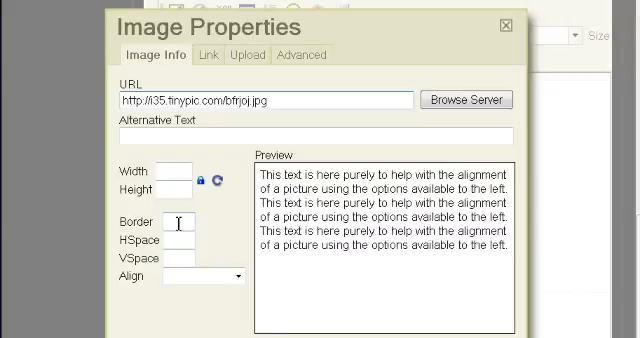 Image Properties
Image Info Link Upload Advanced
Size
URL
http://i35.tinypic.com/bfrjoj.jpg
Browse Server
Alternative Text
Preview
Width
Height
Border
HSpace
VSpace
Align
This text is here purely to help with the alignment
of a picture using the options available to the left.
This text is here purely to help with the alignment
of a picture using the options available to the left.
This text is here purely to help with the alignment
of a picture using the options available to the left.